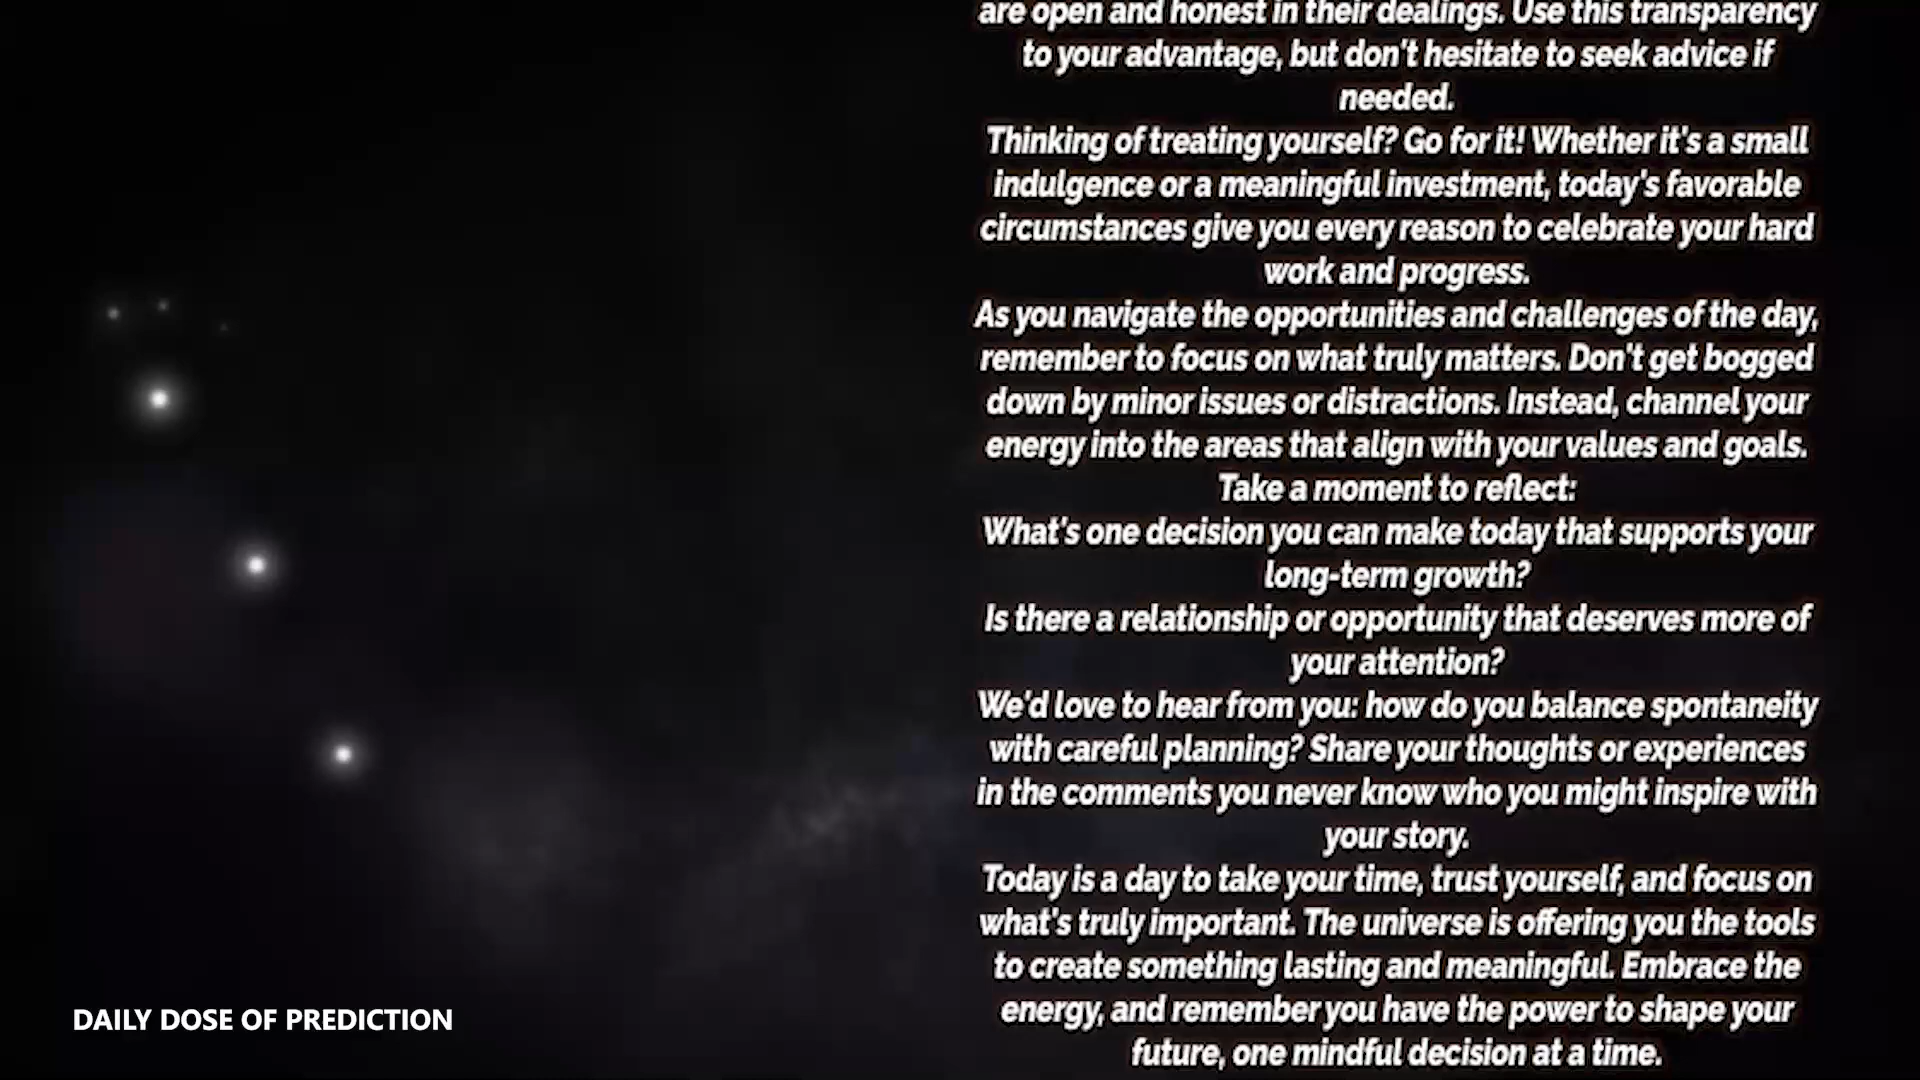 are open and honest in their dealings. Use this transparency
to your advantage, but don't hesitate to seek advice if
needed.
Thinking of treating yourself? Go for it! Whether it's a small
indulgence or a meaningful investment, today's favorable
circumstances give you every reason to celebrate your hard
work and progress.
As you navigate the opportunities and challenges of the day,
remember to focus on what truly matters. Don't get bogged
down by minor issues or distractions. Instead, channel your
energy into the areas that align with your values and goals.
Take a moment to reflect:
What's one decision you can make today that supports your
long-term growth?
Is there a relationship or opportunity that deserves more of
your attention?
We'd love to hear from you: how do you balance spontaneity
with careful planning? Share your thoughts or experiences
in the comments you never know who you might inspire with
your story.
Today is a day to take your time, trust yourself, and focus on
what's truly important. The universe is offering you the tools
to create something lasting and meaningful. Embrace the
energy, and remember you have the power to shape your
future, one mindful decision at a time.
DAILY DOSE OF PREDICTION